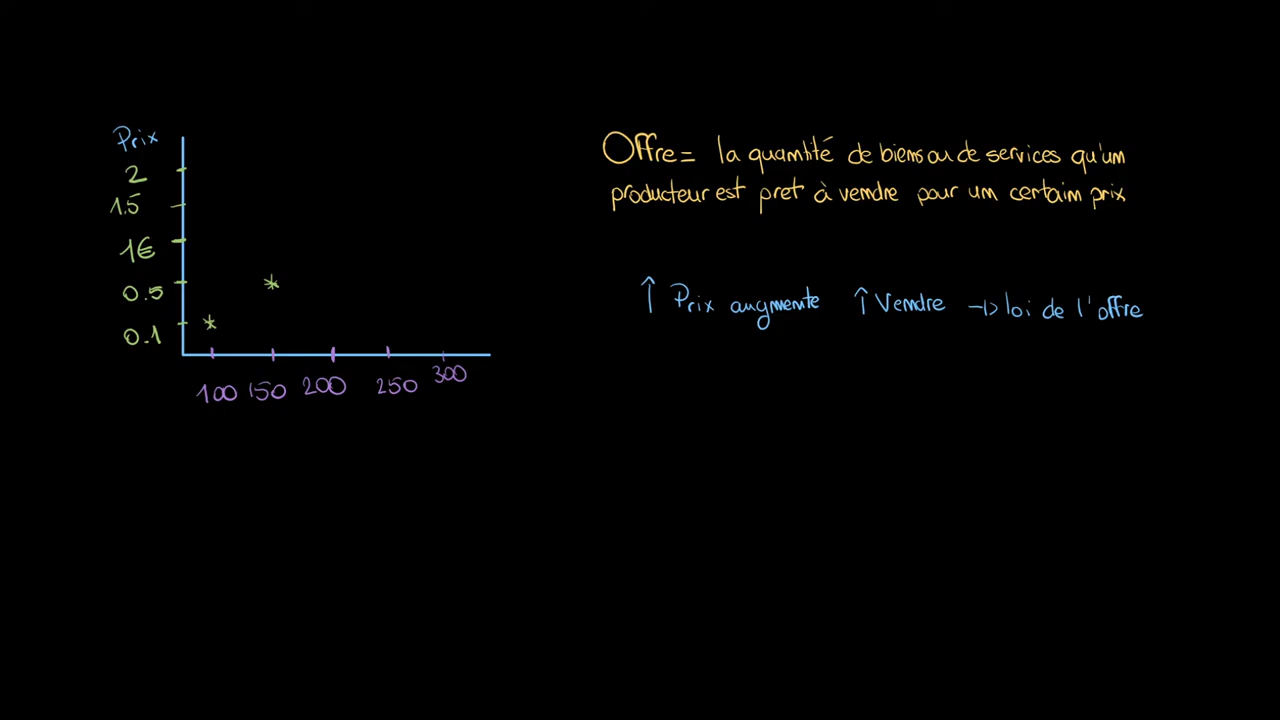 Prix
2
1.5
1€
0.5
0.1
100 150 200 250 300
Offre = la quantité de biens ou de services qu'un
producteur est pret à vendre pour un certain prix
↑ Prix augmente ↑ Vendre -> loi de l'offre